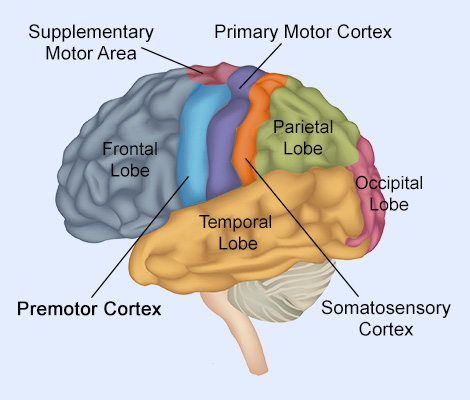 Supplementary
Motor Area
Primary Motor Cortex
Frontal
Lobe
Parietal
Lobe
Occipital
Lobe
Temporal
Lobe
Premotor Cortex
Somatosensory
Cortex